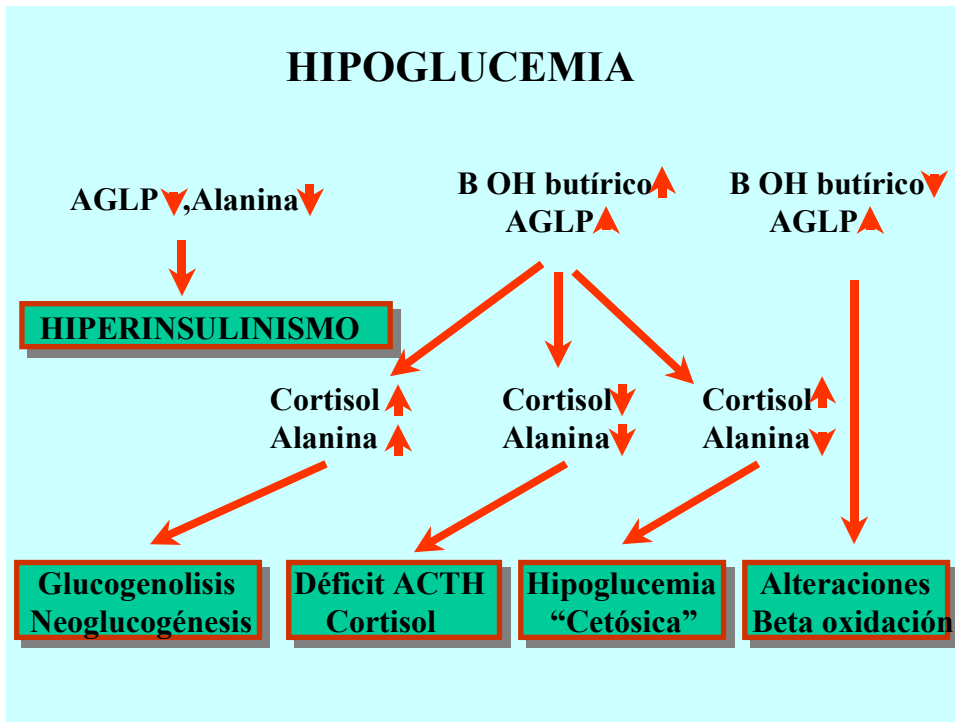 HIPOGLUCEMIA
AGLP ,Alanina
B OH butírico
AGLP
B OH butírico
AGLP
HIPERINSULINISMO
Cortisol
Alanina
Cortisol
Alanina
Cortisol
Alanina
Glucogenolisis
Neoglucogénesis
Déficit ACTH
Cortisol
Hipoglucemia
“Cetósica”
Alteraciones
Beta oxidación